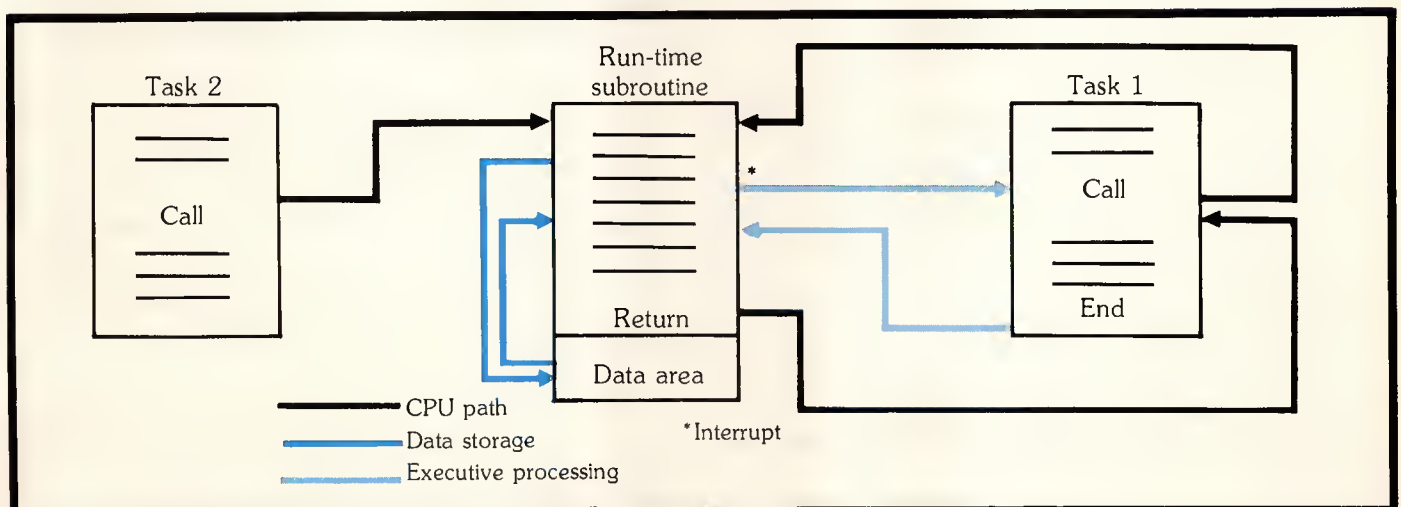 Task 2
Call
Run-time
subroutine
Return
Data area
*
Task 1
Call
End
CPU path
Data storage
Executive processing
*Interrupt